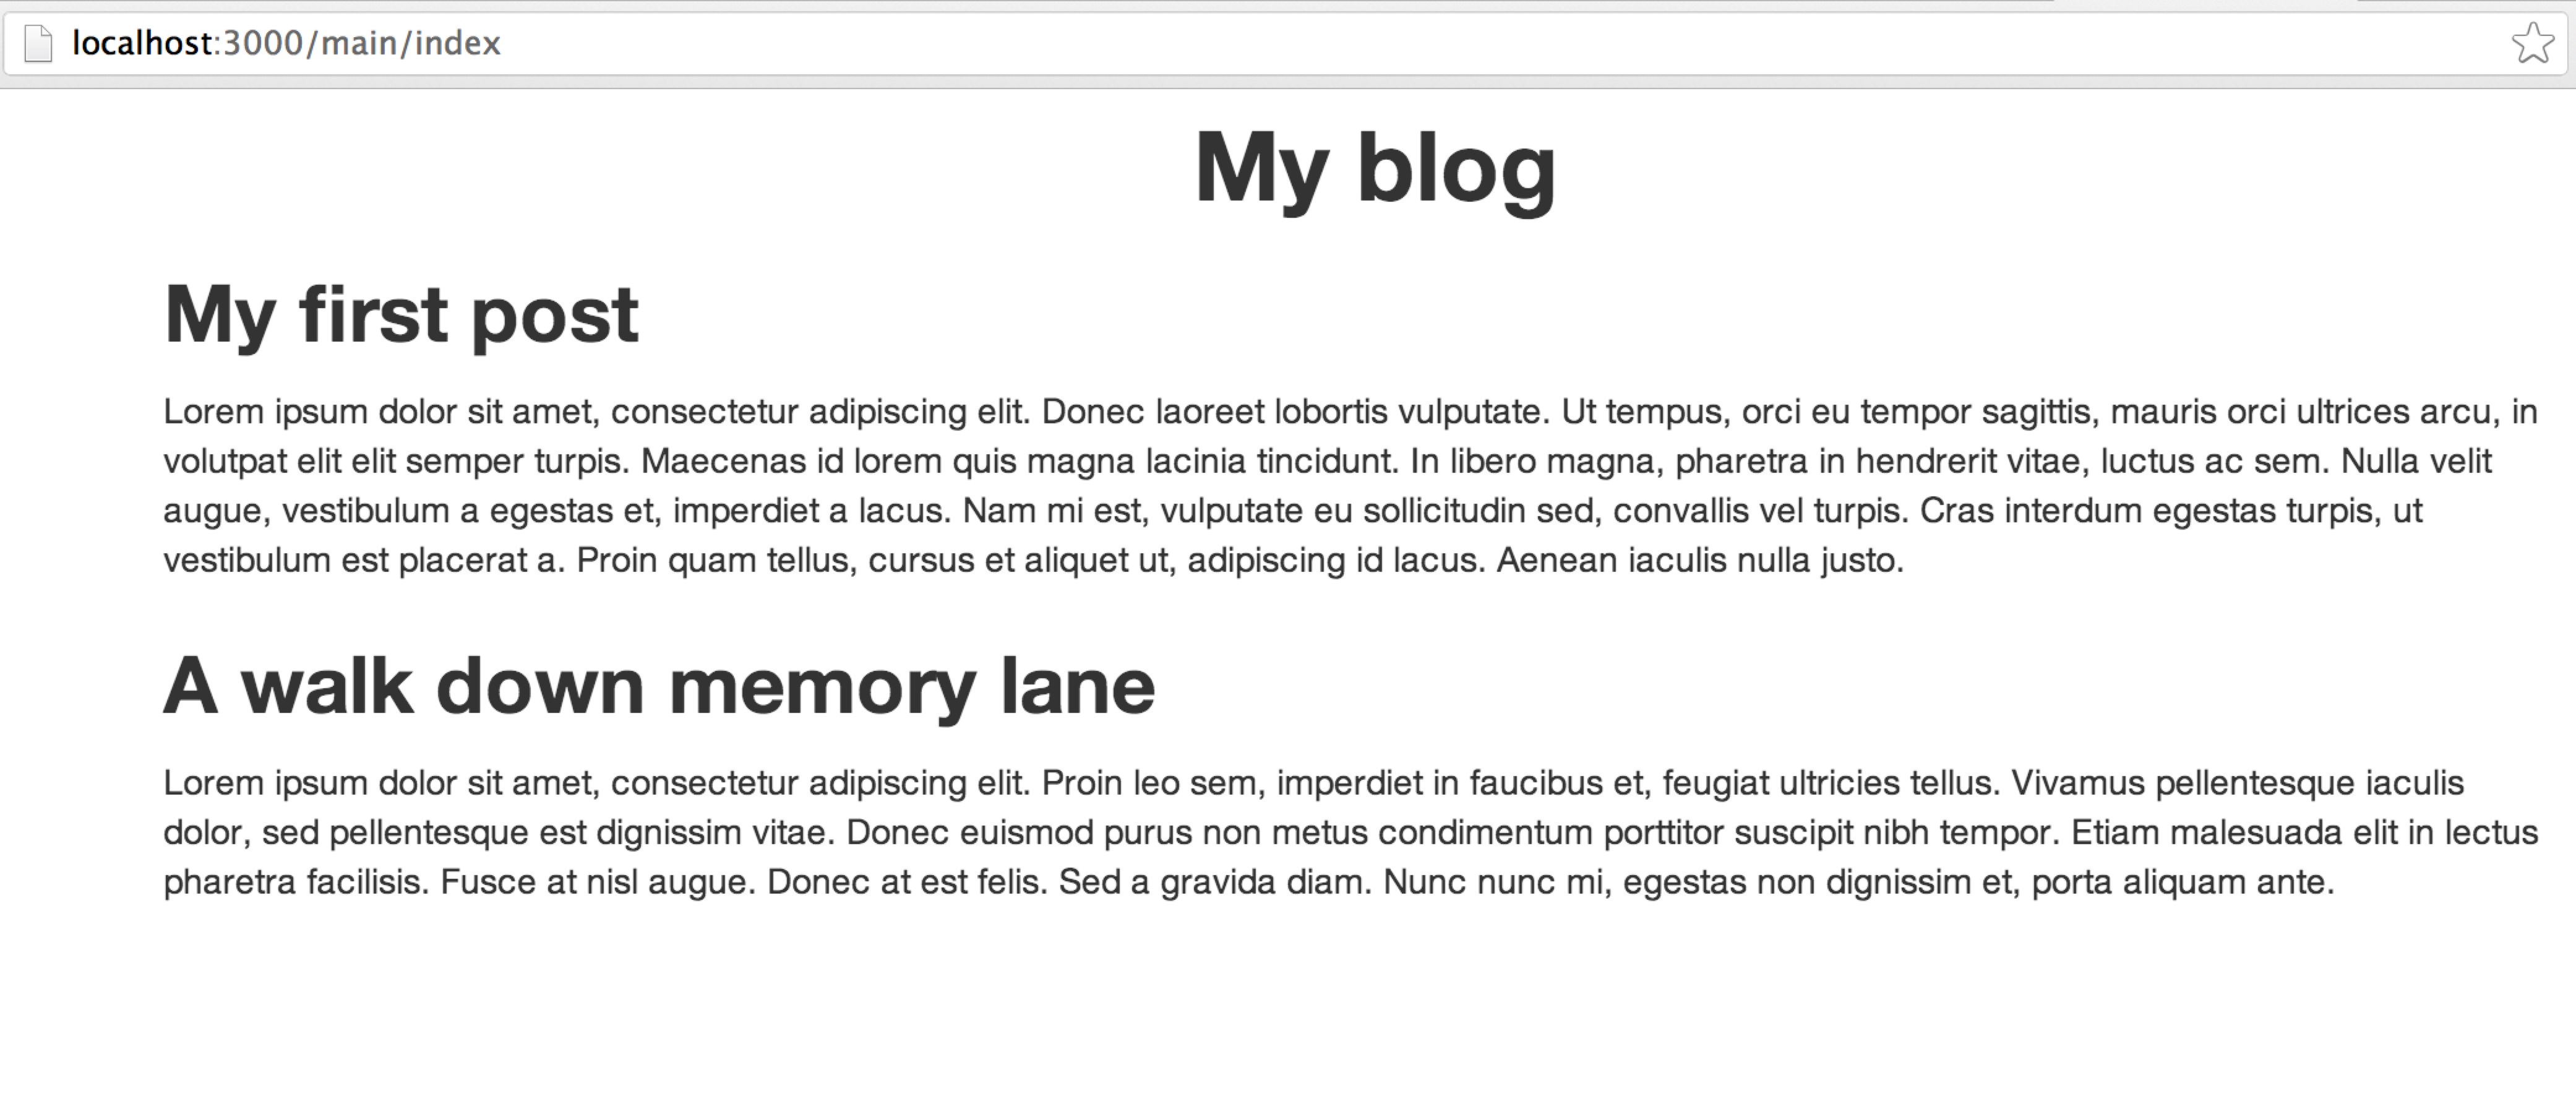 localhost:3000/main/index
My blog
My first post
Lorem ipsum dolor sit amet, consectetur adipiscing elit. Donec laoreet lobortis vulputate. Ut tempus, orci eu tempor sagittis, mauris orci ultrices arcu, in
volutpat elit elit semper turpis. Maecenas id lorem quis magna lacinia tincidunt. In libero magna, pharetra in hendrerit vitae, luctus ac sem. Nulla velit
augue, vestibulum a egestas et, imperdiet a lacus. Nam mi est, vulputate eu sollicitudin sed, convallis vel turpis. Cras interdum egestas turpis, ut
vestibulum est placerat a. Proin quam tellus, cursus et aliquet ut, adipiscing id lacus. Aenean iaculis nulla justo.
A walk down memory lane
Lorem ipsum dolor sit amet, consectetur adipiscing elit. Proin leo sem, imperdiet in faucibus et, feugiat ultricies tellus. Vivamus pellentesque iaculis
dolor, sed pellentesque est dignissim vitae. Donec euismod purus non metus condimentum porttitor suscipit nibh tempor. Etiam malesuada elit in lectus
pharetra facilisis. Fusce at nisl augue. Donec at est felis. Sed a gravida diam. Nunc nunc mi, egestas non dignissim et, porta aliquam ante.